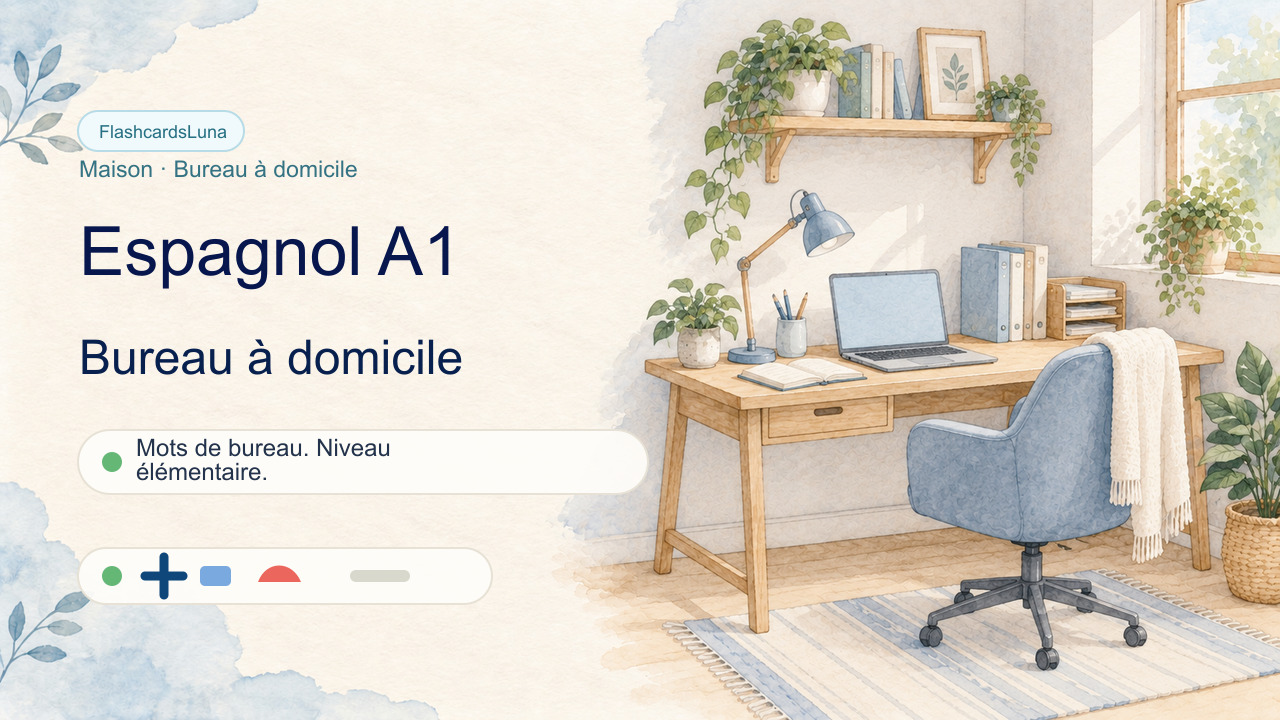 FlashcardsLuna
Maison · Bureau à domicile
Espagnol A1
Bureau à domicile
Mots de bureau. Niveau
élémentaire.